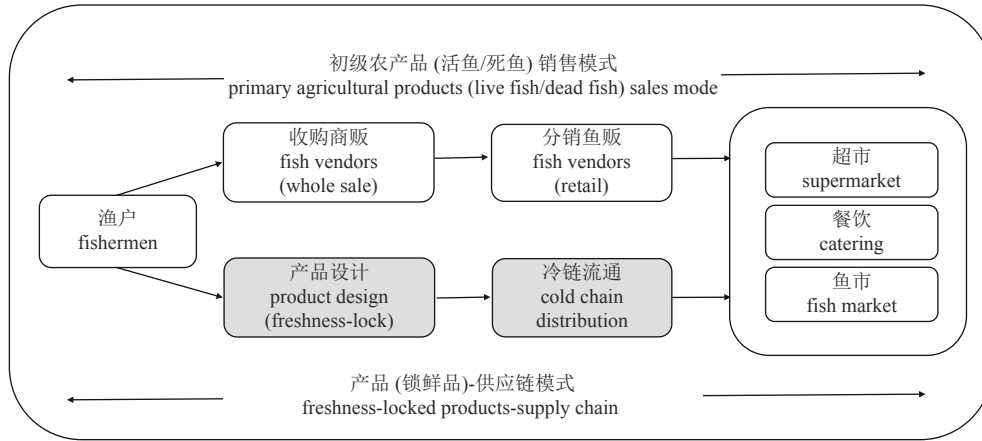 初级农产品 (活鱼/死鱼) 销售模式
primary agricultural products (live fish/dead fish) sales mode
收购商贩
fish vendors
(whole sale)
分销鱼贩
fish vendors
(retail)
超市
supermarket
渔户
fishermen
餐饮
catering
产品设计
product design
(freshness-lock)
冷链流通
cold chain
distribution
鱼市
fish market
产品 (锁鲜品)-供应链模式
freshness-locked products-supply chain